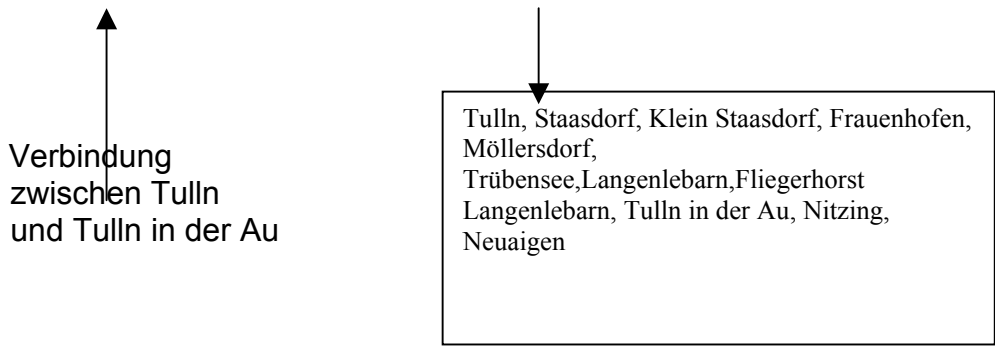 Verbindung
zwischen Tulln
und Tulln in der Au
Tulln, Staasdorf, Klein Staasdorf, Frauenhofen,
Möllersdorf,
Trübensee,Langenlebarn,Fliegerhorst
Langenlebarn, Tulln in der Au, Nitzing,
Neuaigen